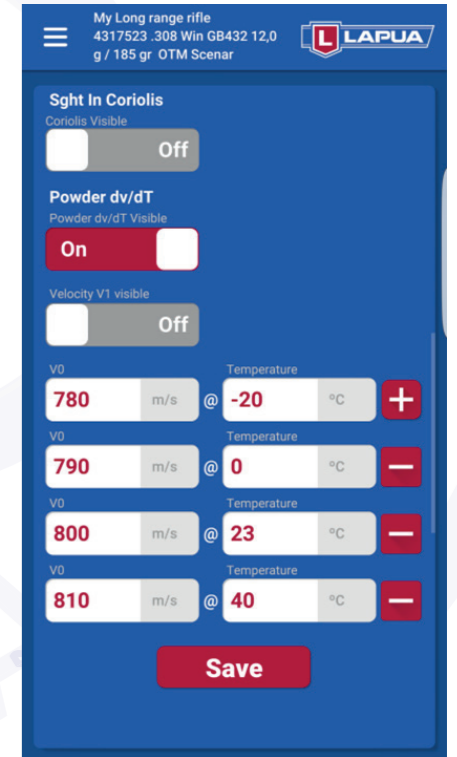 My Long range rifle
4317523 .308 Win GB432 12,0
g / 185 gr OTM Scenar
L LAPUA
Sght In Coriolis
Coriolis Visible
Off
Powder dv/dT
Powder dv/dT Visible
On
Velocity V1 visible
Off
V0 Temperature
780 m/s @ -20 °C +
V0 Temperature
790 m/s @ 0 °C −
V0 Temperature
800 m/s @ 23 °C −
V0 Temperature
810 m/s @ 40 °C −
Save